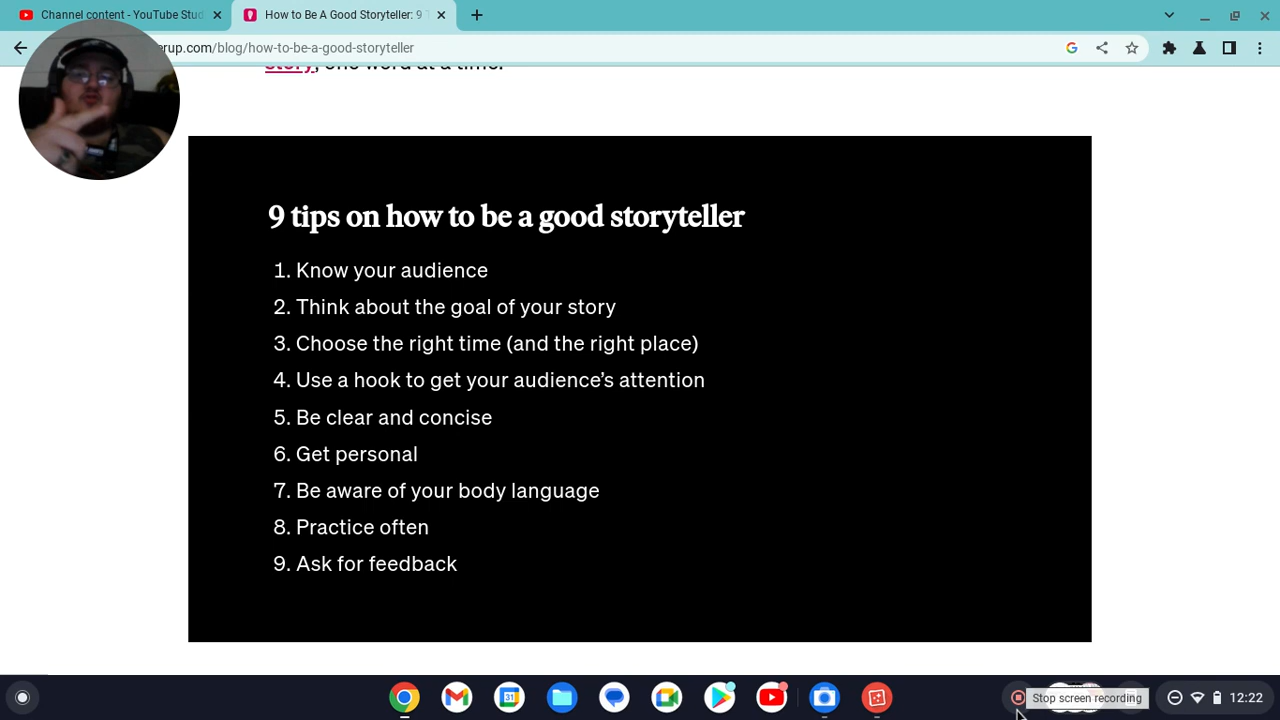 Channel content - YouTube Stud
How to Be A Good Storyteller: 9 T
erup.com/blog/how-to-be-a-good-storyteller
story, one word at a time.
9 tips on how to be a good storyteller
1. Know your audience
2. Think about the goal of your story
3. Choose the right time (and the right place)
4. Use a hook to get your audience’s attention
5. Be clear and concise
6. Get personal
7. Be aware of your body language
8. Practice often
9. Ask for feedback
31
Stop screen recording
12:22